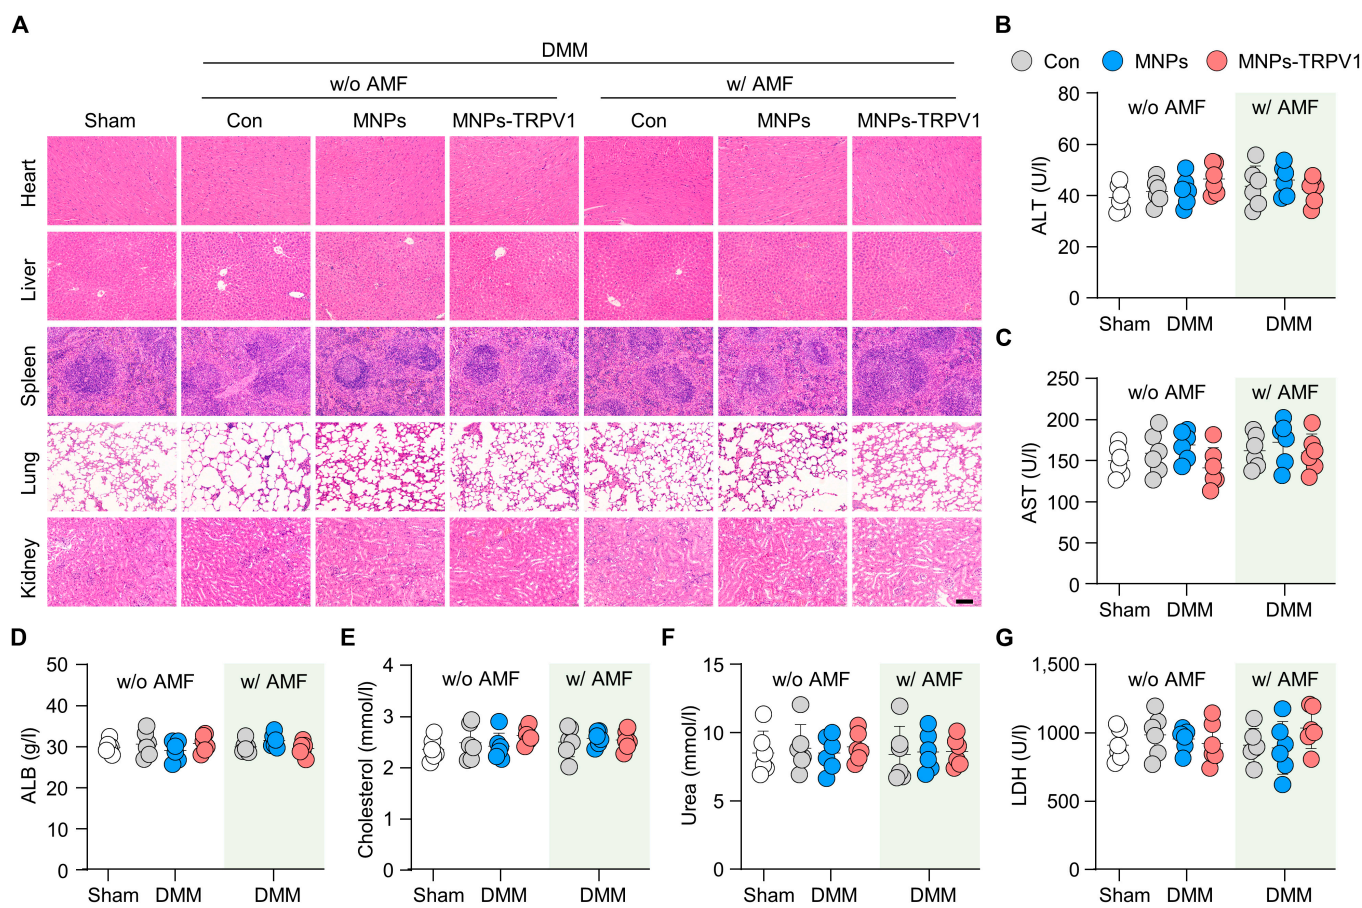 A
DMM
w/o AMF w/ AMF
Sham Con MNPs MNPs-TRPV1 Con MNPs MNPs-TRPV1
Heart
Liver
Spleen
Lung
Kidney
B
Con MNPs MNPs-TRPV1
ALT (U/l)
80
60
40
20
0
w/o AMF w/ AMF
Sham DMM DMM
C
AST (U/l)
250
200
150
100
50
0
w/o AMF w/ AMF
Sham DMM DMM
D
ALB (g/l)
50
40
30
20
10
0
w/o AMF w/ AMF
Sham DMM DMM
E
Cholesterol (mmol/l)
4
3
2
1
0
w/o AMF w/ AMF
Sham DMM DMM
F
Urea (mmol/l)
15
10
5
0
w/o AMF w/ AMF
Sham DMM DMM
G
LDH (U/l)
1,500
1000
500
0
w/o AMF w/ AMF
Sham DMM DMM